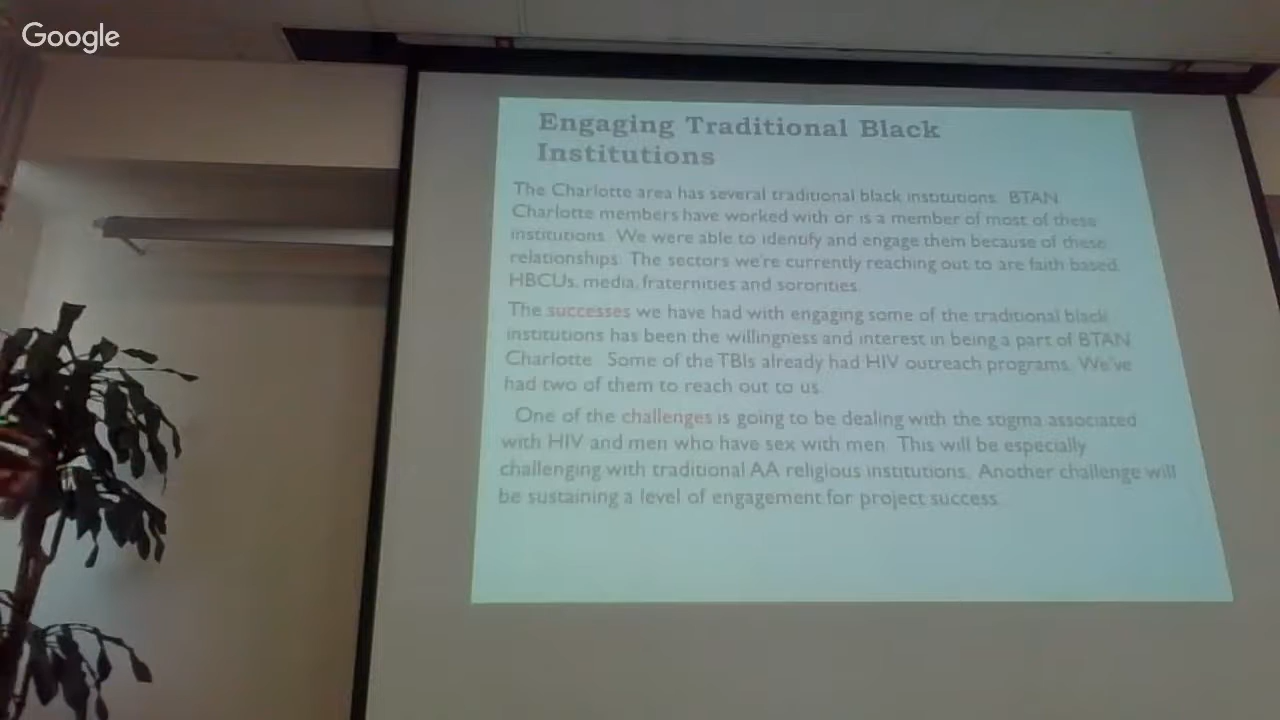 Google
Engaging Traditional Black
Institutions
The Charlotte area has several traditional black institutions. BTAN
Charlotte members have worked with or is a member of most of these
institutions. We were able to identify and engage them because of these
relationships. The sectors we're currently reaching out to are faith based,
HBCUs, media, fraternities and sororities.
The successes we have had with engaging some of the traditional black
institutions has been the willingness and interest in being a part of BTAN
Charlotte. Some of the TBIs already had HIV outreach programs. We've
had two of them to reach out to us.
One of the challenges is going to be dealing with the stigma associated
with HIV and men who have sex with men. This will be especially
challenging with traditional AA religious institutions. Another challenge will
be sustaining a level of engagement for project success.